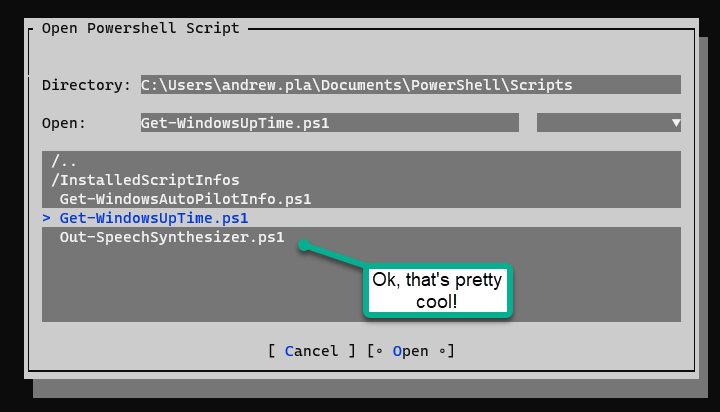 Open Powershell Script
Directory: C:\Users\andrew.pla\Documents\PowerShell\Scripts
Open: Get-WindowsUpTime.ps1 ▼
/..
/InstalledScriptInfos
Get-WindowsAutoPilotInfo.ps1
> Get-WindowsUpTime.ps1
Out-SpeechSynthesizer.ps1
Ok, that's pretty
cool!
[ Cancel ] [◦ Open ◦]